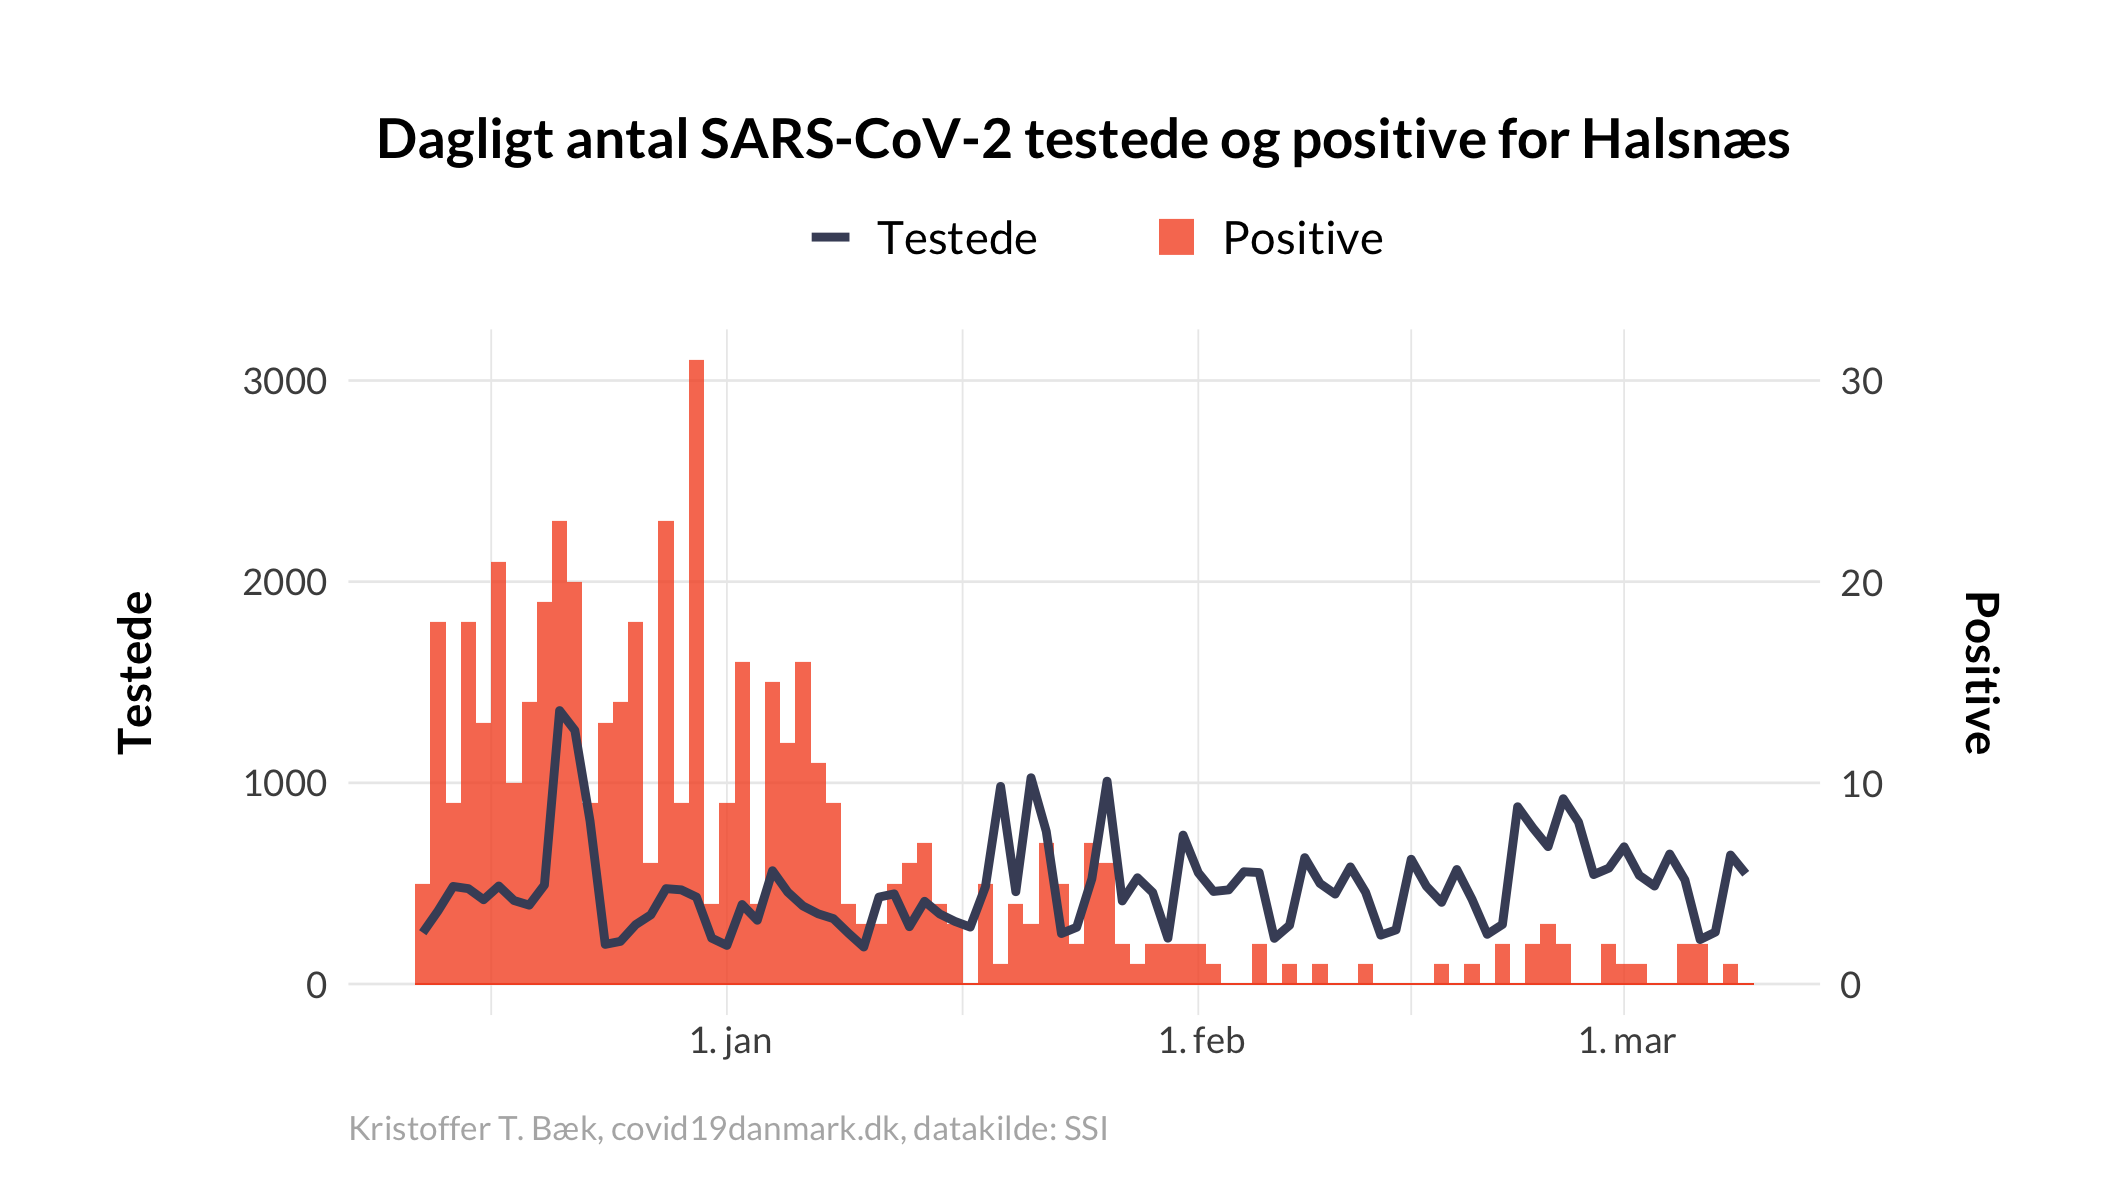 Dagligt antal SARS-CoV-2 testede og positive for Halsnæs
Testede Positive
3000 30
2000 20
1000 10
0 0
Testede
Positive
1. jan 1. feb 1. mar
Kristoffer T. Bæk, covid19danmark.dk, datakilde: SSI